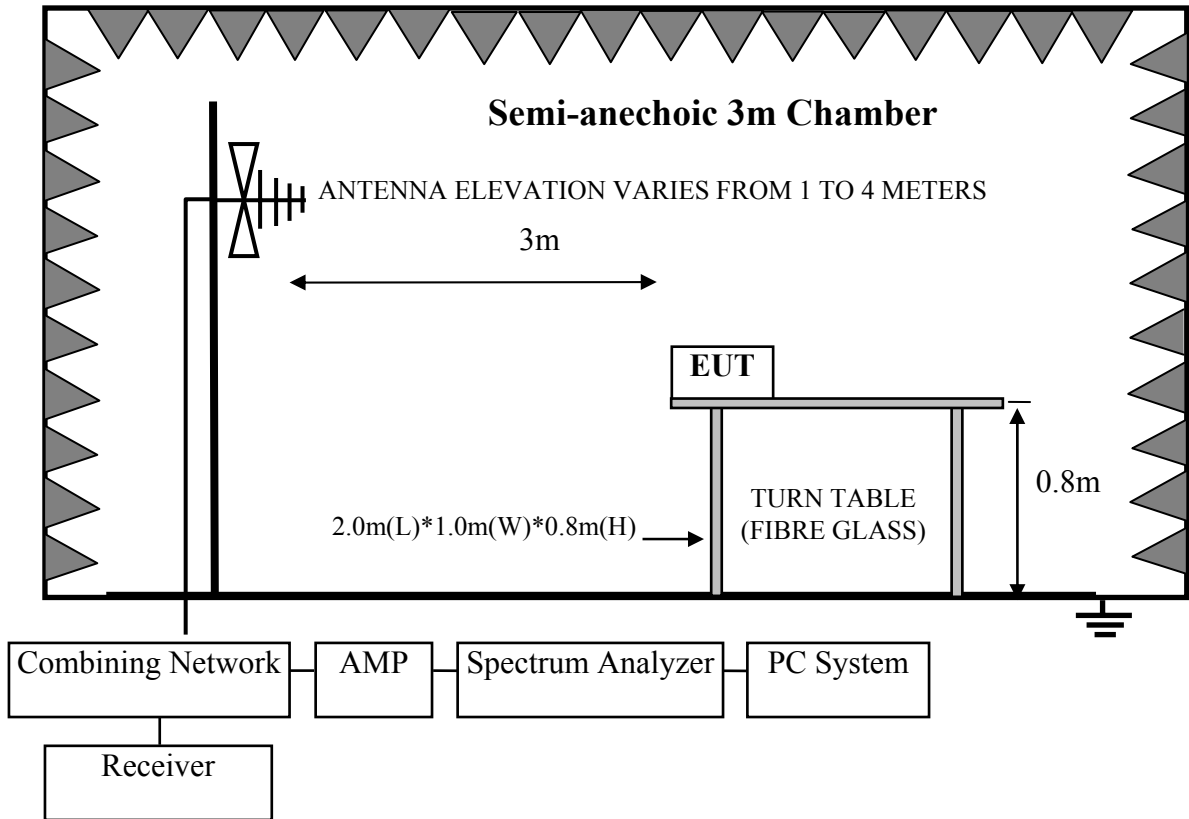 Semi-anechoic 3m Chamber
ANTENNA ELEVATION VARIES FROM 1 TO 4 METERS
3m
EUT
0.8m
TURN TABLE
(FIBRE GLASS)
2.0m(L)*1.0m(W)*0.8m(H)
Combining Network
AMP
Spectrum Analyzer
PC System
Receiver